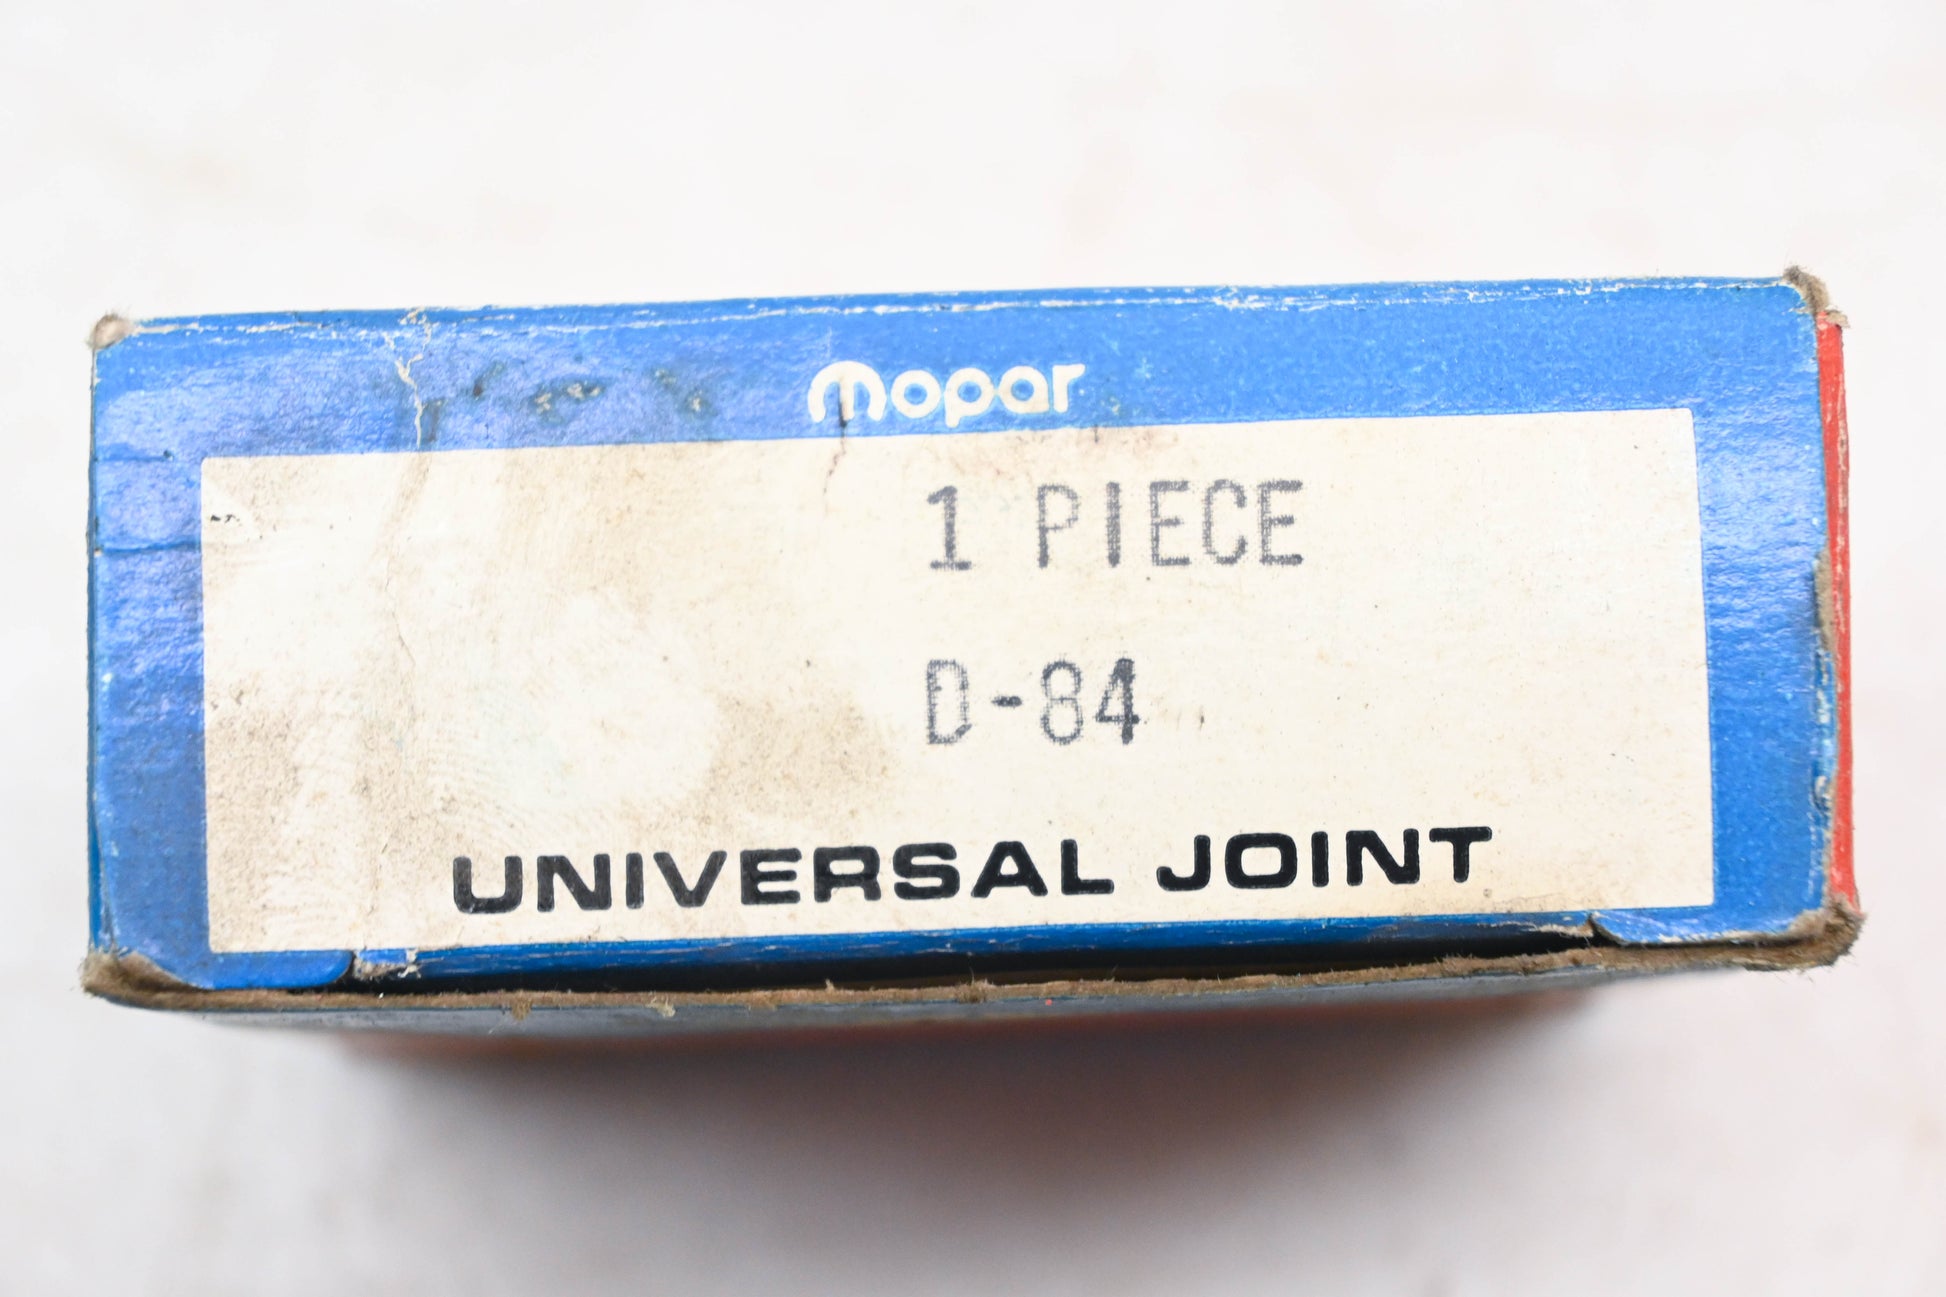 mopar
1 PIECE
D-84
UNIVERSAL JOINT